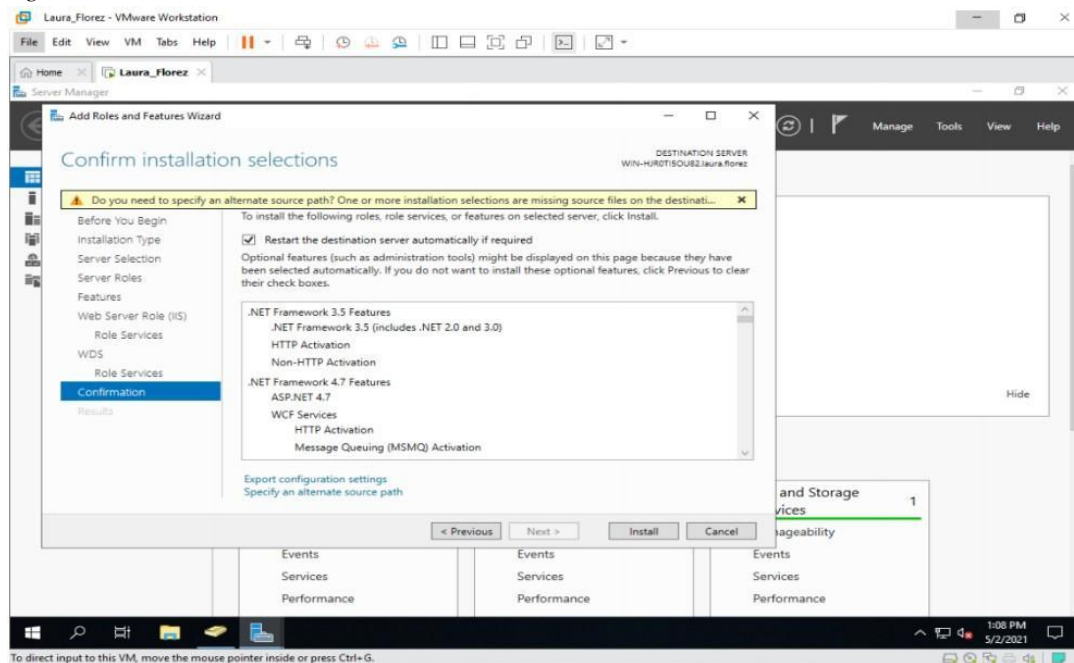 Laura_Florez - VMware Workstation
File Edit View VM Tabs Help
Home
Laura_Florez
Server Manager
Manage Tools View Help
Add Roles and Features Wizard
Confirm installation selections
DESTINATION SERVER
WIN-HJR0TI5OU82.laura.florez
Do you need to specify an alternate source path? One or more installation selections are missing source files on the destinati...
Before You Begin
Installation Type
Server Selection
Server Roles
Features
Web Server Role (IIS)
Role Services
WDS
Role Services
Confirmation
Results
To install the following roles, role services, or features on selected server, click Install.
Restart the destination server automatically if required
Optional features (such as administration tools) might be displayed on this page because they have
been selected automatically. If you do not want to install these optional features, click Previous to clear
their check boxes.
.NET Framework 3.5 Features
.NET Framework 3.5 (includes .NET 2.0 and 3.0)
HTTP Activation
Non-HTTP Activation
.NET Framework 4.7 Features
ASP.NET 4.7
WCF Services
HTTP Activation
Message Queuing (MSMQ) Activation
Export configuration settings
Specify an alternate source path
< Previous Next > Install Cancel
Hide
and Storage
vices
1
nageability
Events
Services
Performance
Events
Services
Performance
Events
Services
Performance
1:08 PM
5/2/2021
To direct input to this VM, move the mouse pointer inside or press Ctrl+G.